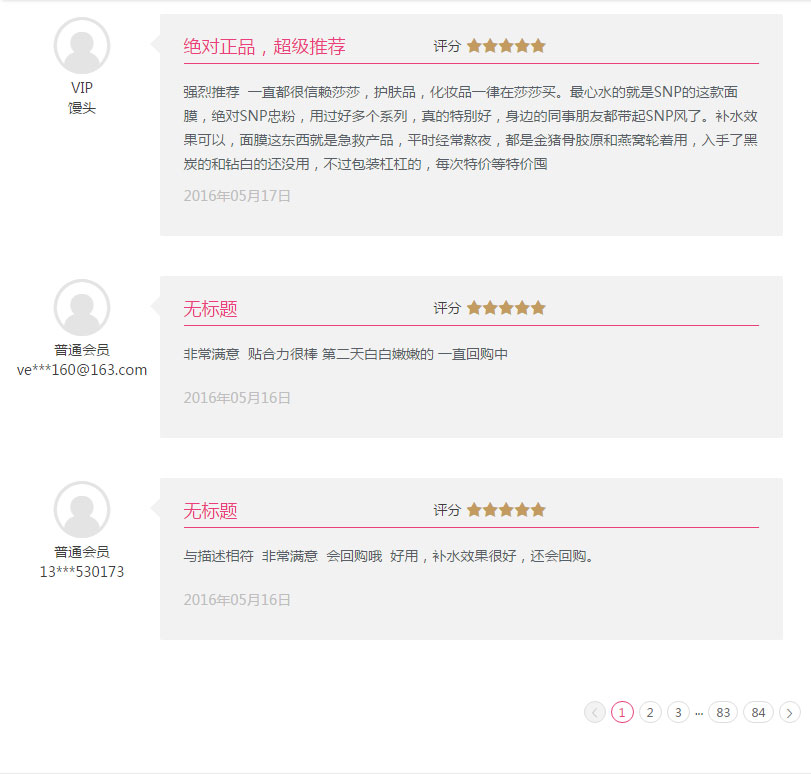 绝对正品，超级推荐 评分
VIP
馒头
强烈推荐 一直都很信赖莎莎，护肤品，化妆品一律在莎莎买。最心水的就是SNP的这款面
膜，绝对SNP忠粉，用过好多个系列，真的特别好，身边的同事朋友都带起SNP风了。补水效
果可以，面膜这东西就是急救产品，平时经常熬夜，都是金猪骨胶原和燕窝轮着用，入手了黑
炭的和钻白的还没用，不过包装杠杠的，每次特价等特价囤
2016年05月17日
无标题 评分
普通会员
ve***160@163.com
非常满意 贴合力很棒 第二天白白嫩嫩的 一直回购中
2016年05月16日
无标题 评分
普通会员
13***530173
与描述相符 非常满意 会回购哦 好用，补水效果很好，还会回购。
2016年05月16日
< 1 2 3 ... 83 84 >